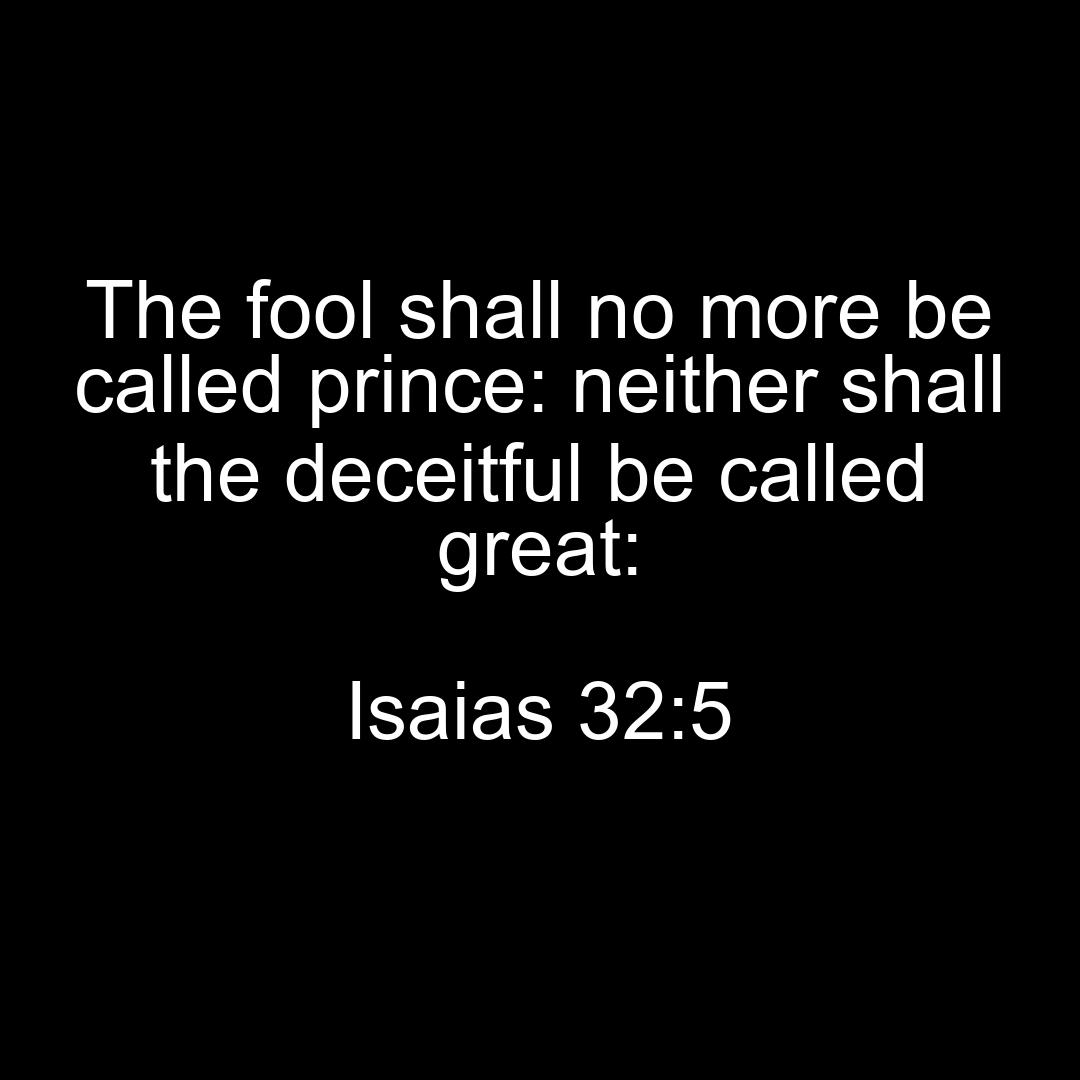 The fool shall no more be
called prince: neither shall
the deceitful be called
great:
Isaias 32:5